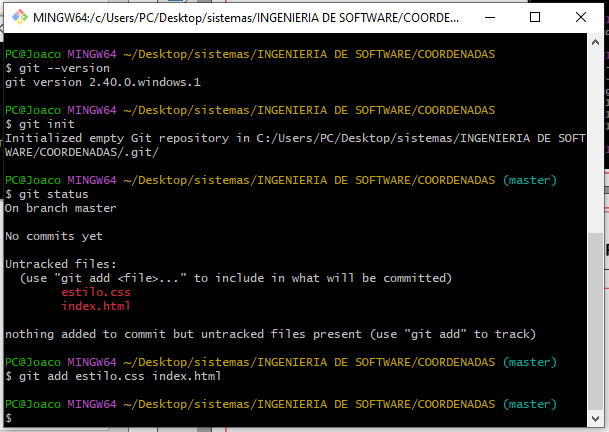 MINGW64:/c/Users/PC/Desktop/sistemas/INGENIERIA DE SOFTWARE/COORDE...
PC@Joaco MINGW64 ~/Desktop/sistemas/INGENIERIA DE SOFTWARE/COORDENADAS
$ git --version
git version 2.40.0.windows.1
PC@Joaco MINGW64 ~/Desktop/sistemas/INGENIERIA DE SOFTWARE/COORDENADAS
$ git init
Initialized empty Git repository in C:/Users/PC/Desktop/sistemas/INGENIERIA DE SOFT
WARE/COORDENADAS/.git/
PC@Joaco MINGW64 ~/Desktop/sistemas/INGENIERIA DE SOFTWARE/COORDENADAS (master)
$ git status
On branch master
No commits yet
Untracked files:
(use "git add <file>..." to include in what will be committed)
estilo.css
index.html
nothing added to commit but untracked files present (use "git add" to track)
PC@Joaco MINGW64 ~/Desktop/sistemas/INGENIERIA DE SOFTWARE/COORDENADAS (master)
$ git add estilo.css index.html
PC@Joaco MINGW64 ~/Desktop/sistemas/INGENIERIA DE SOFTWARE/COORDENADAS (master)
$